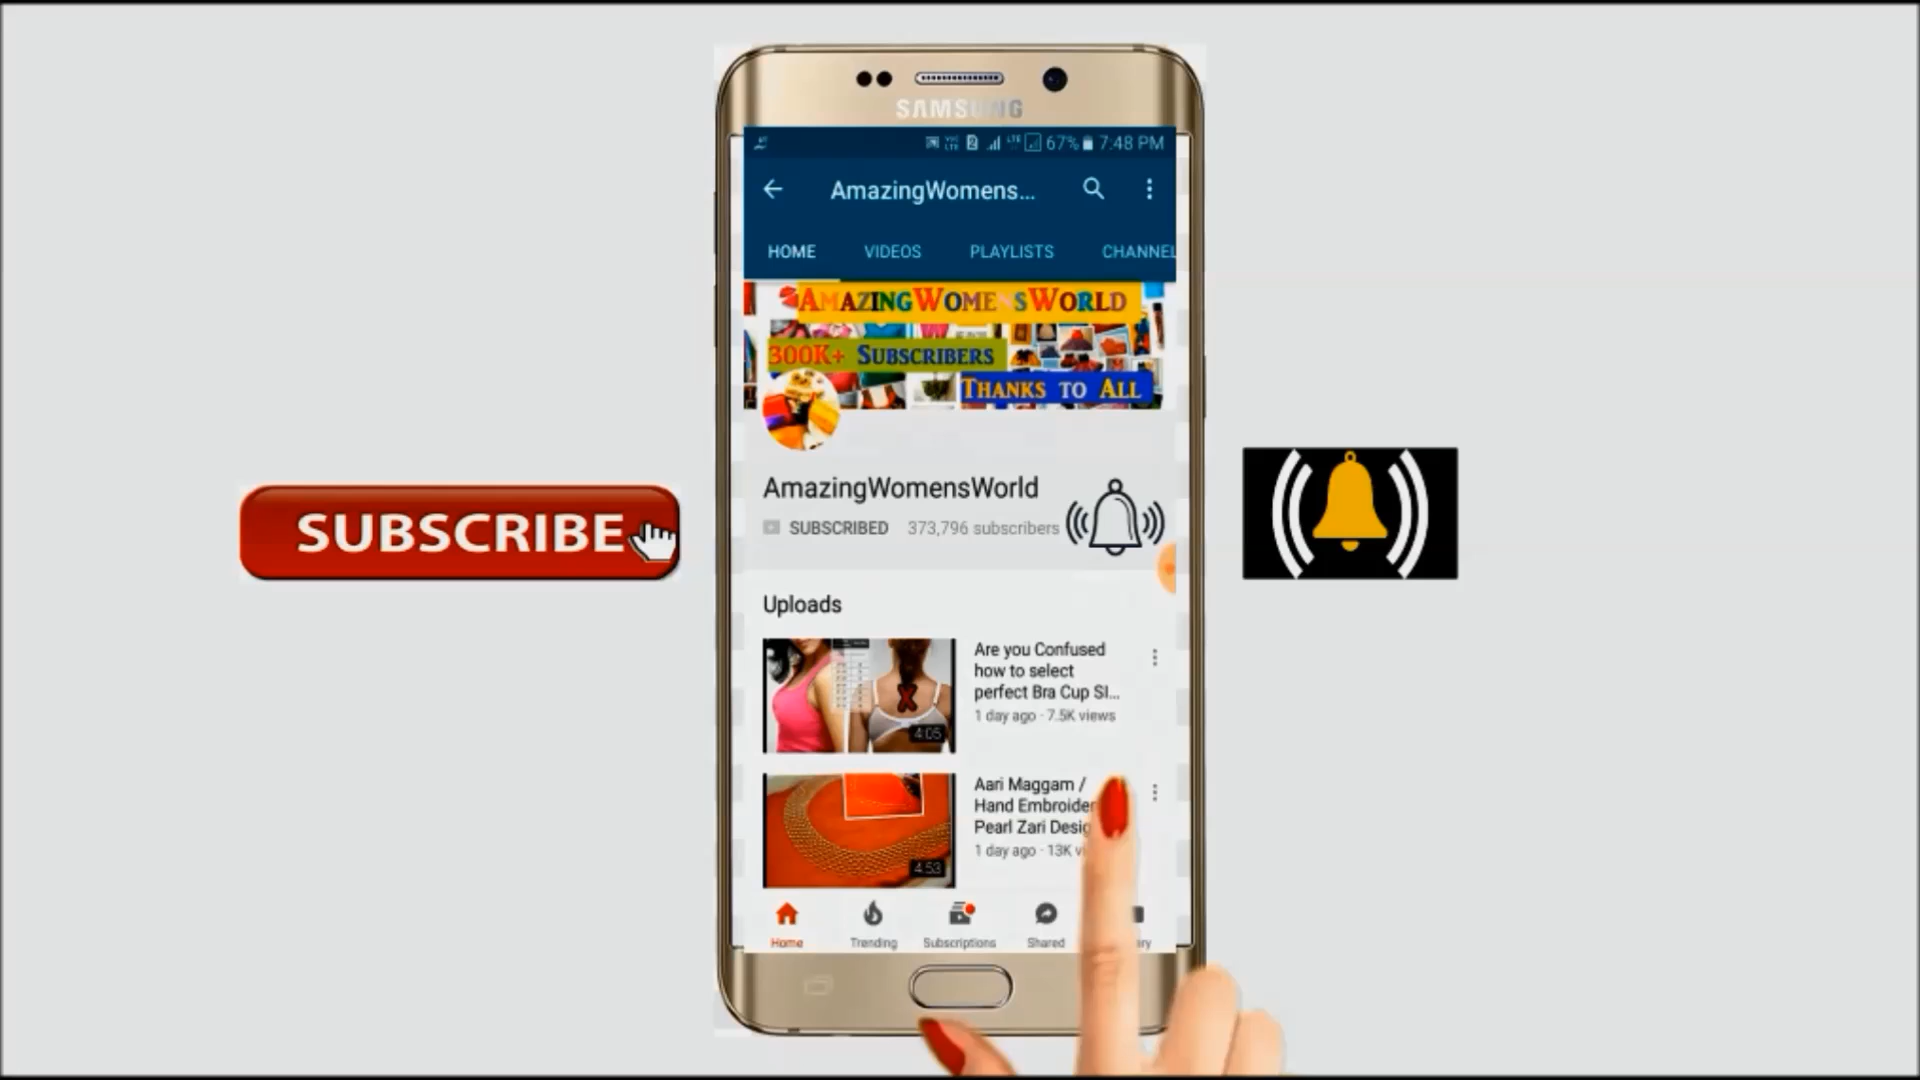 SAMSUNG
67% 7:48 PM
AmazingWomens...
HOME VIDEOS PLAYLISTS CHANNEL
AMAZINGWOMENSWORLD
300K+ SUBSCRIBERS
THANKS TO ALL
AmazingWomensWorld
SUBSCRIBED 373,796 subscribers
SUBSCRIBE
Uploads
Are you Confused
how to select
perfect Bra Cup SI...
1 day ago · 7.5K views
4:05
Aari Maggam /
Hand Embroider
Pearl Zari Desig
1 day ago · 13K vi
4:53
Home Trending Subscriptions Shared ary